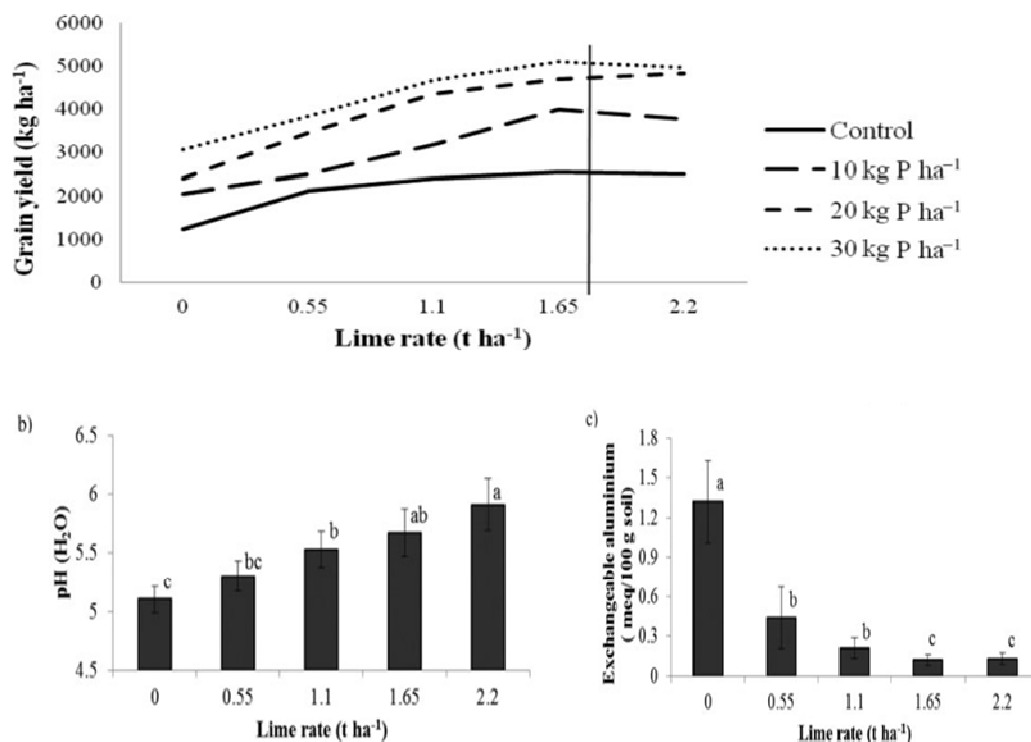 6000
5000
4000
3000
2000
1000
0
Grain yield (kg ha⁻¹)
0 0.55 1.1 1.65 2.2
Lime rate (t ha⁻¹)
Control
10 kg P ha⁻¹
20 kg P ha⁻¹
30 kg P ha⁻¹
b)
6.5
6
5.5
5
4.5
pH (H₂O)
c bc b ab a
0 0.55 1.1 1.65 2.2
Lime rate (t ha⁻¹)
c)
1.8
1.5
1.2
0.9
0.6
0.3
0
Exchangeable aluminium
( meq/100 g soil)
a b b c c
0 0.55 1.1 1.65 2.2
Lime rate (t ha⁻¹)